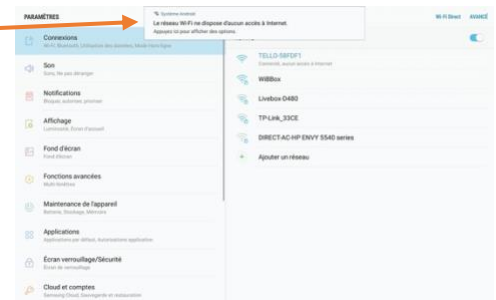 PARAMÈTRES
Système Android
Le réseau Wi-Fi ne dispose d'aucun accès à Internet.
Appuyez ici pour afficher des options.
Wi-Fi Direct AVANCÉ
Connexions
Wi-Fi, Bluetooth, Utilisation des données, Mode Hors-ligne
Son
Sons, Ne pas déranger
Notifications
Bloquer, autoriser, prioriser
Affichage
Luminosité, Écran d'accueil
Fond d'écran
Fond d'écran
Fonctions avancées
Multi-fenêtres
Maintenance de l'appareil
Batterie, Stockage, Mémoire
Applications
Applications par défaut, Autorisations application
Écran verrouillage/Sécurité
Écran de verrouillage
Cloud et comptes
Samsung Cloud, Sauvegarde et restauration
TELLO-58FDF1
Connecté, aucun accès à Internet
WiBBox
Livebox-D480
TP-Link_33CE
DIRECT-AC-HP ENVY 5540 series
Ajouter un réseau